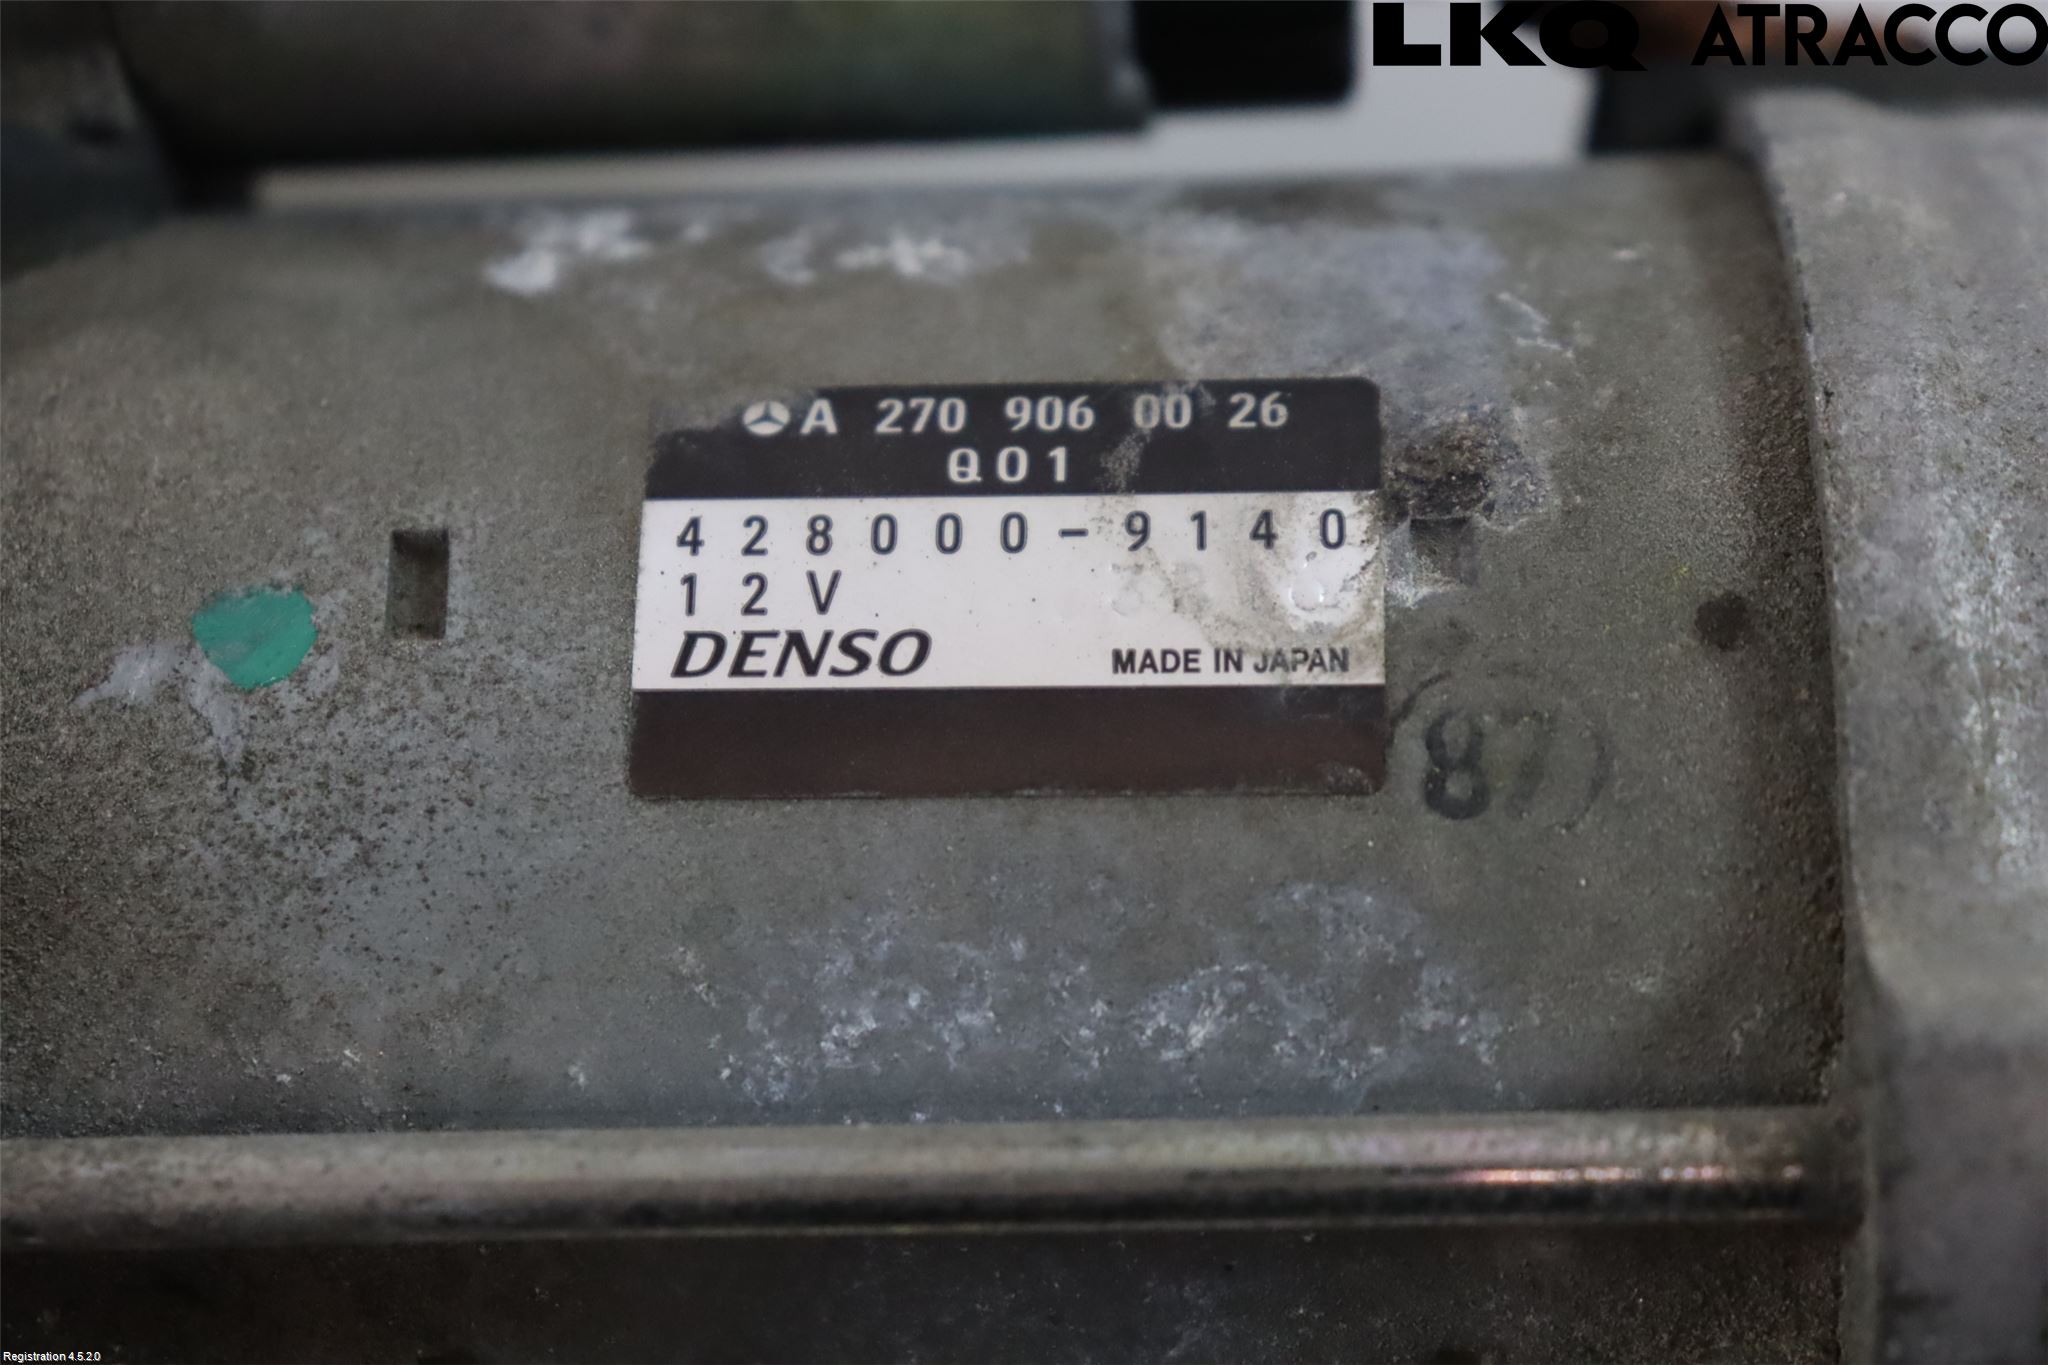 LKQ ATRACCO
A 270 906 00 26
Q01
428000-9140
12V
DENSO
MADE IN JAPAN
87
Registration 4.5.2.0